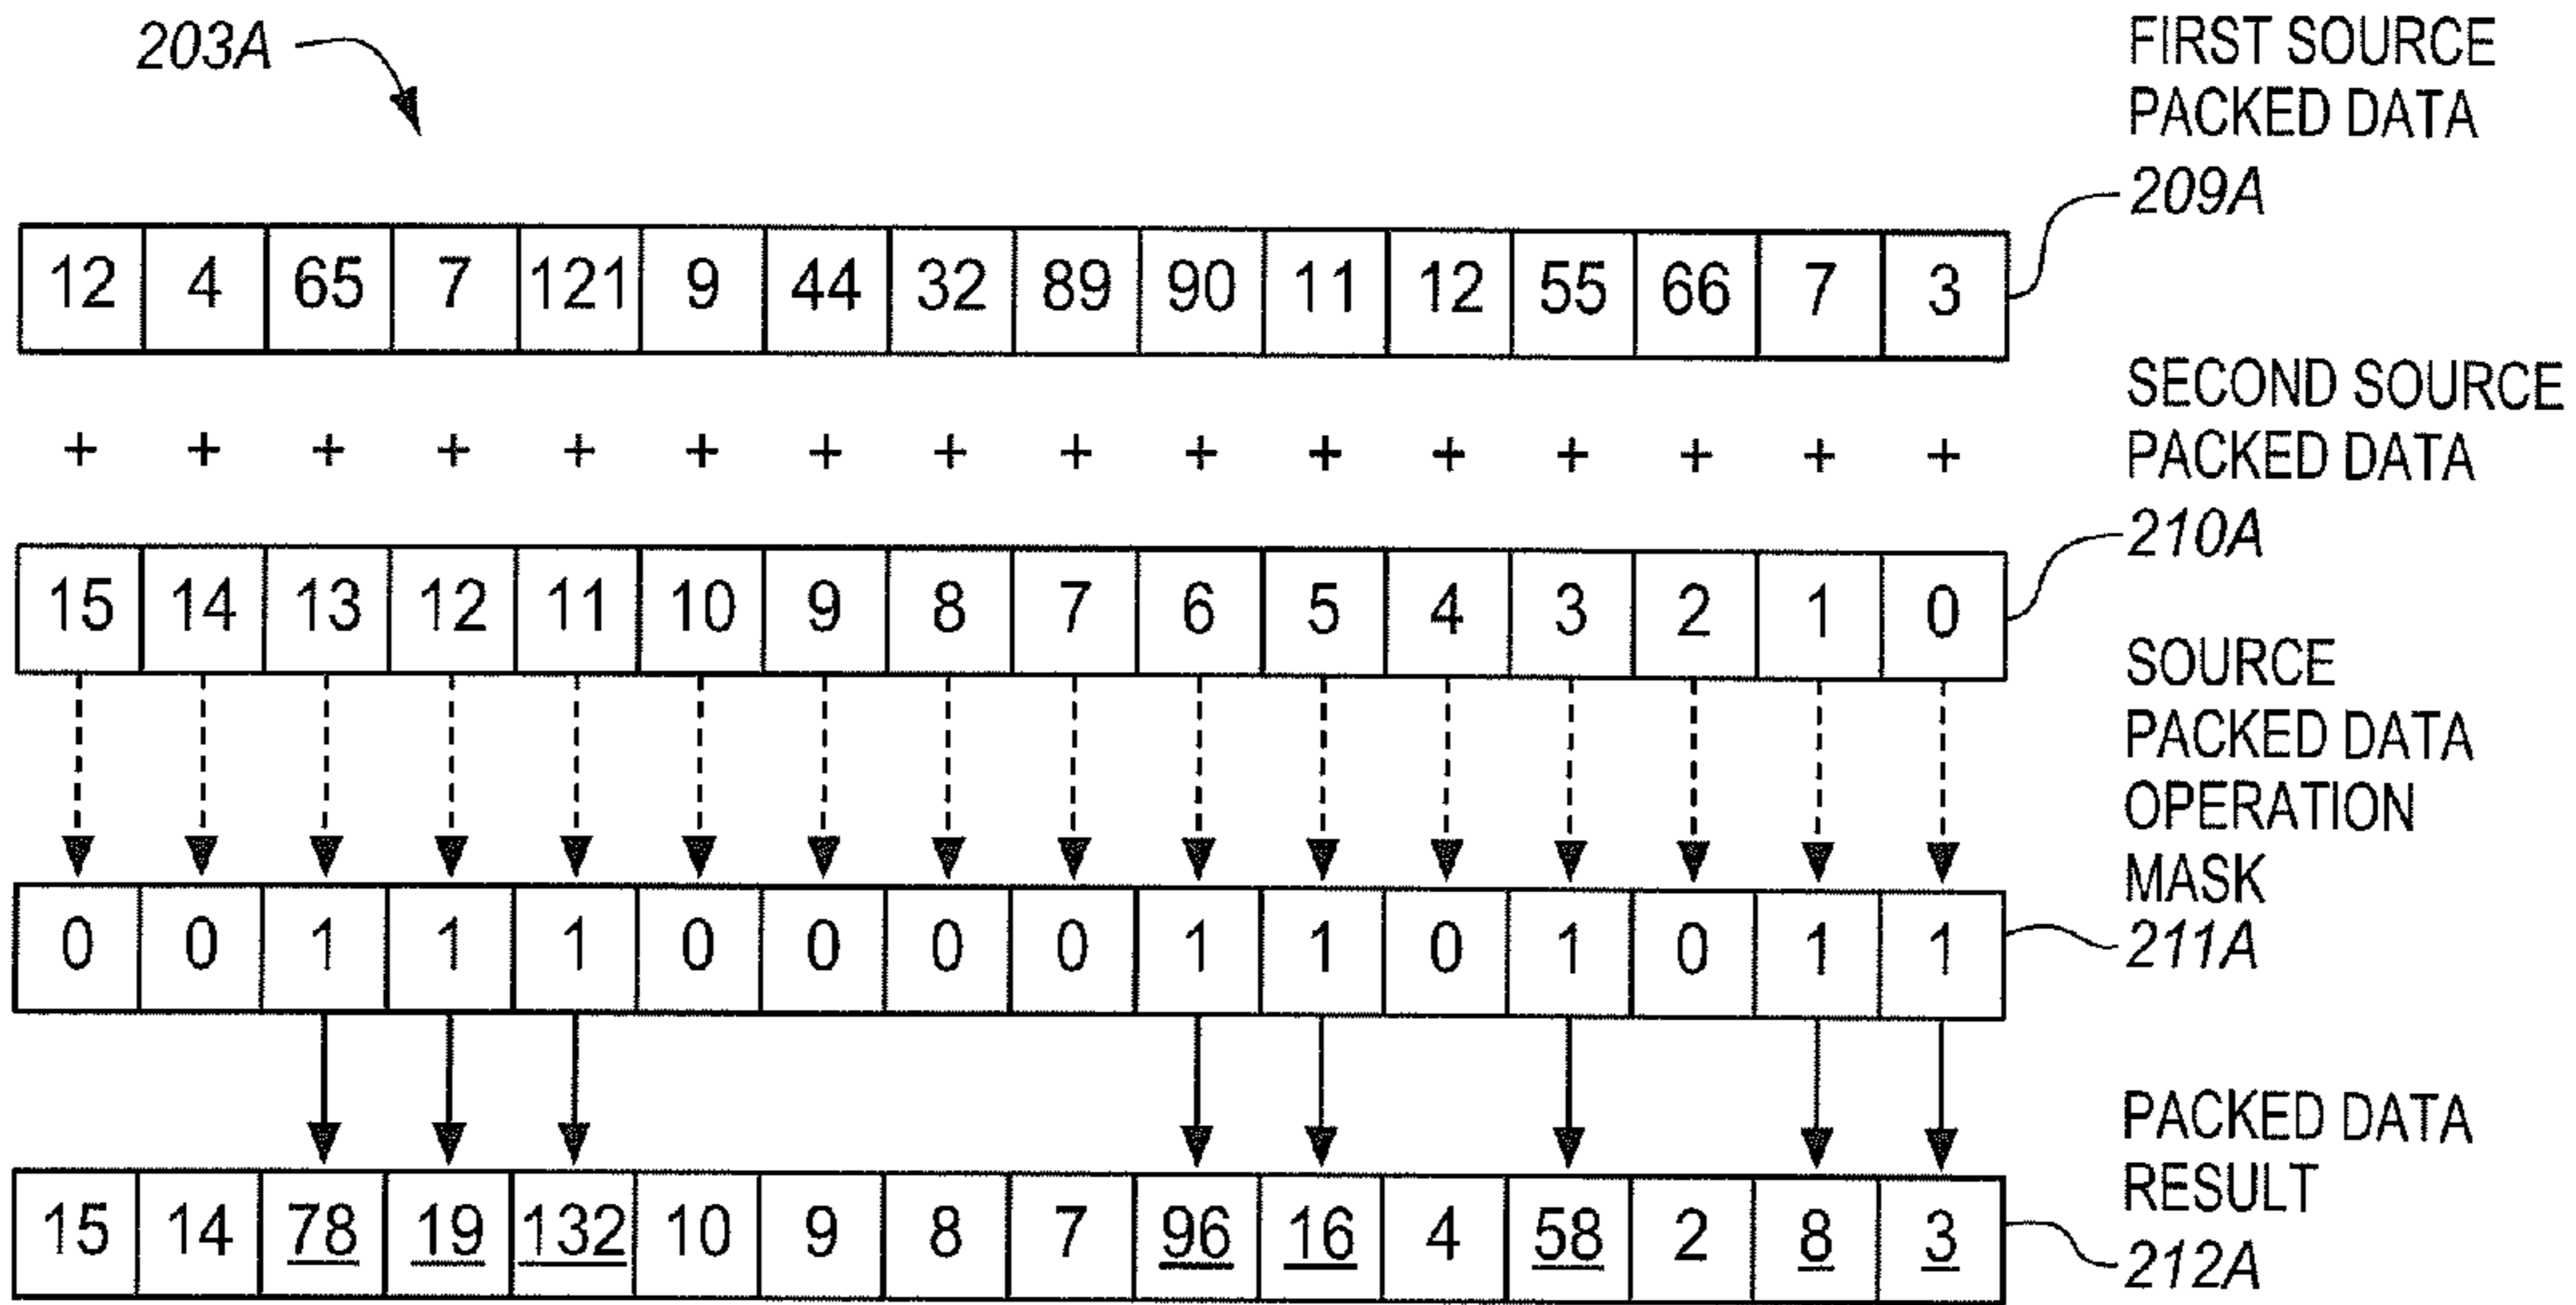 203A
FIRST SOURCE
PACKED DATA
209A
12 4 65 7 121 9 44 32 89 90 11 12 55 66 7 3
SECOND SOURCE
PACKED DATA
210A
+ + + + + + + + + + + + + + + +
15 14 13 12 11 10 9 8 7 6 5 4 3 2 1 0
SOURCE
PACKED DATA
OPERATION
MASK
211A
0 0 1 1 1 0 0 0 0 1 1 0 1 0 1 1
PACKED DATA
RESULT
212A
15 14 78 19 132 10 9 8 7 96 16 4 58 2 8 3